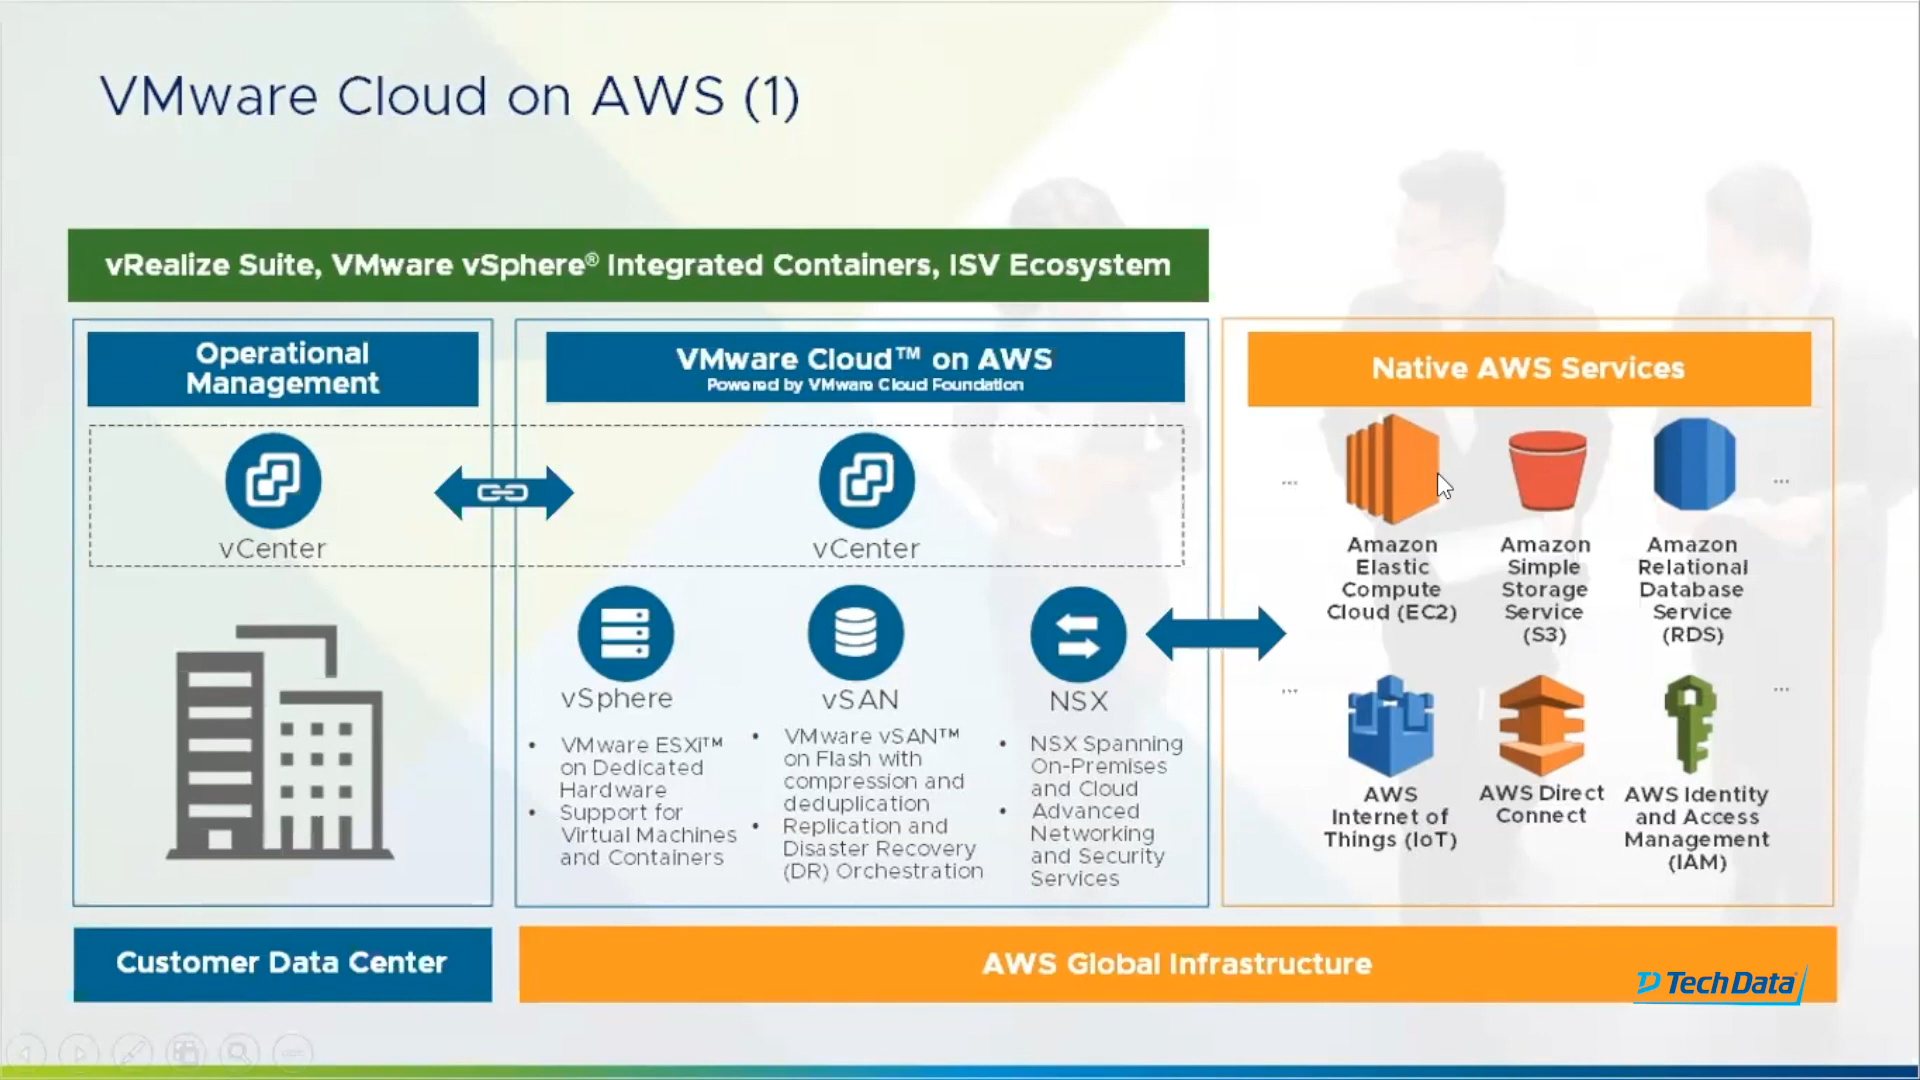 VMware Cloud on AWS (1)
vRealize Suite, VMware vSphere® Integrated Containers, ISV Ecosystem
Operational
Management
vCenter
Customer Data Center
VMware Cloud™ on AWS
Powered by VMware Cloud Foundation
vCenter
vSphere
• VMware ESXi™
on Dedicated
Hardware
• Support for
Virtual Machines
and Containers
vSAN
• VMware vSAN™
on Flash with
compression and
deduplication
• Replication and
Disaster Recovery
(DR) Orchestration
NSX
• NSX Spanning
On-Premises
and Cloud
• Advanced
Networking
and Security
Services
Native AWS Services
...
Amazon
Elastic
Compute
Cloud (EC2)
Amazon
Simple
Storage
Service
(S3)
Amazon
Relational
Database
Service
(RDS)
...
...
AWS
Internet of
Things (IoT)
AWS Direct
Connect
AWS Identity
and Access
Management
(IAM)
...
AWS Global Infrastructure
TechData